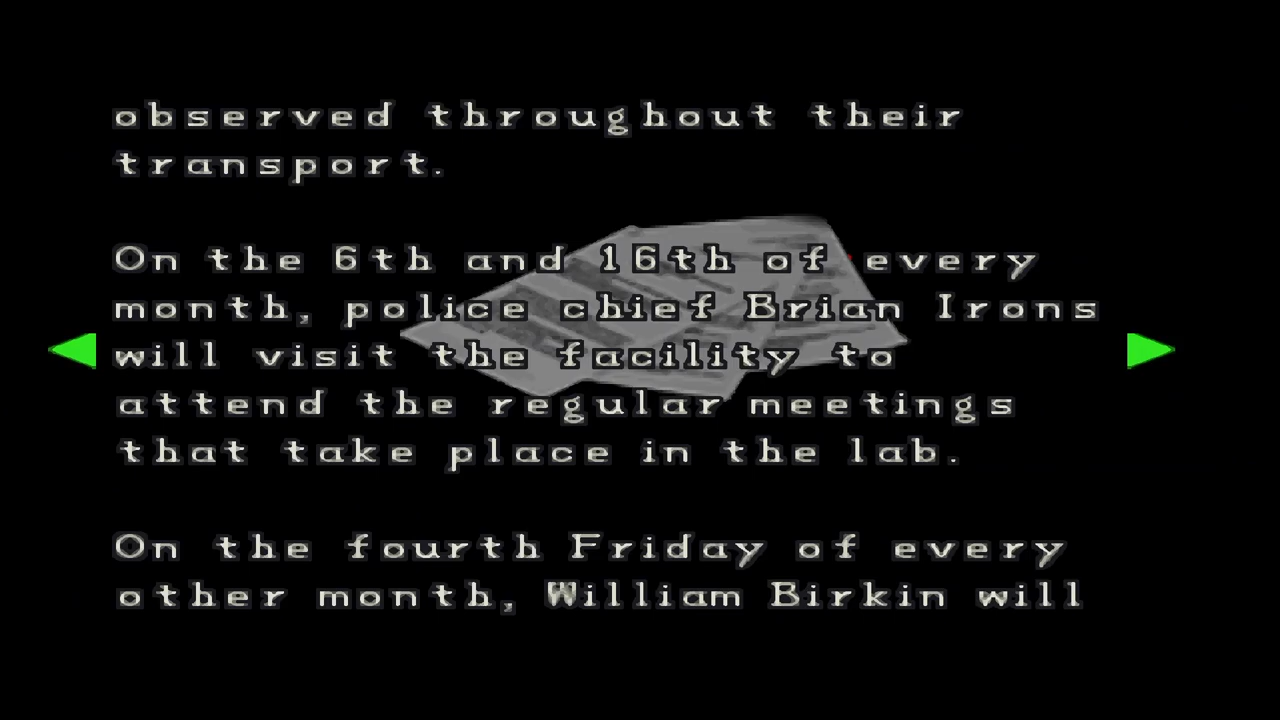 observed throughout their
transport.
On the 6th and 16th of every
month, police chief Brian Irons
will visit the facility to
attend the regular meetings
that take place in the lab.
On the fourth Friday of every
other month, William Birkin will